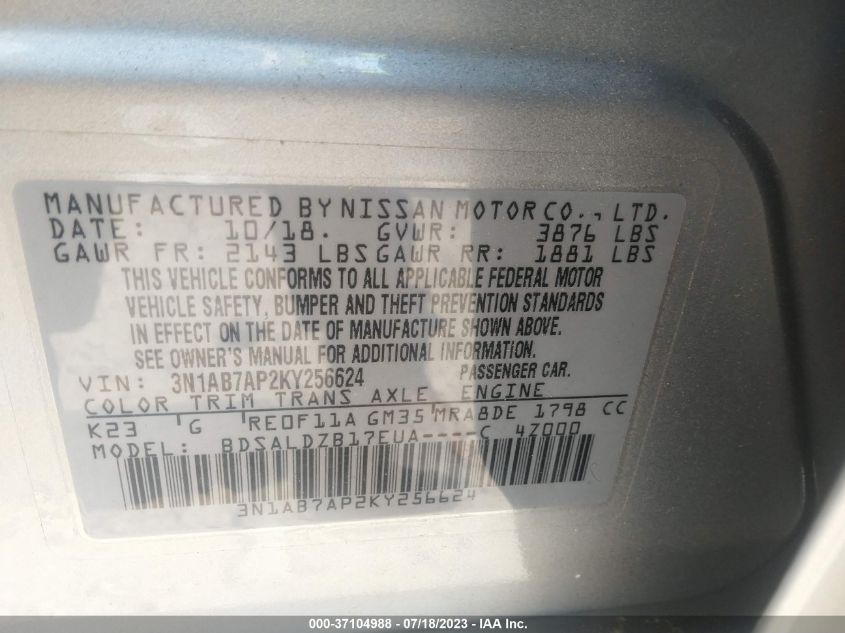 MANUFACTURED BY NISSAN MOTOR CO., LTD.
DATE: 10/18. GVWR: 3876 LBS
GAWR FR: 2143 LBS GAWR RR: 1881 LBS
THIS VEHICLE CONFORMS TO ALL APPLICABLE FEDERAL MOTOR
VEHICLE SAFETY, BUMPER AND THEFT PREVENTION STANDARDS
IN EFFECT ON THE DATE OF MANUFACTURE SHOWN ABOVE.
SEE OWNER'S MANUAL FOR ADDITIONAL INFORMATION.
VIN: 3N1AB7AP2KY256624 PASSENGER CAR.
COLOR TRIM TRANS AXLE ENGINE
K23 G RE0F11A GM35 MRA8DE 1798 CC
MODEL: BDSALDZB17EUA----C 4Z000
3N1AB7AP2KY256624
000-37104988 - 07/18/2023 - IAA Inc.